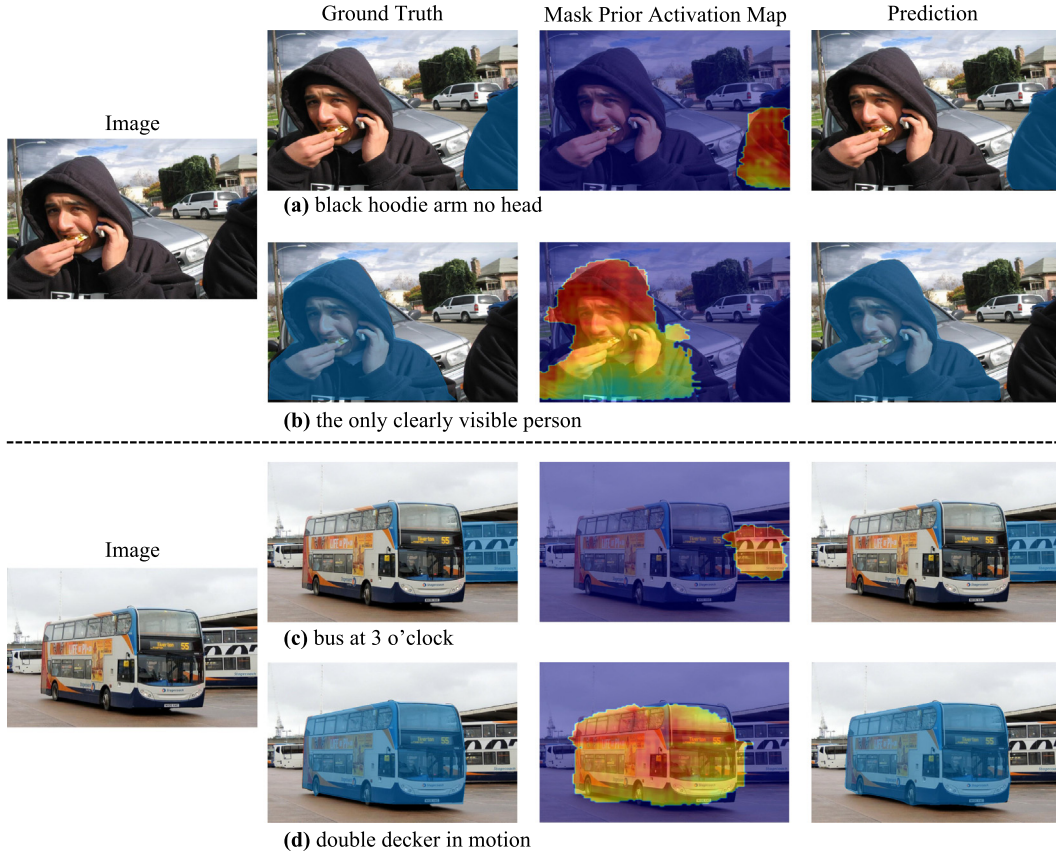 Ground Truth
Mask Prior Activation Map
Prediction
Image
(a) black hoodie arm no head
(b) the only clearly visible person
Image
55
(c) bus at 3 o’clock
(d) double decker in motion